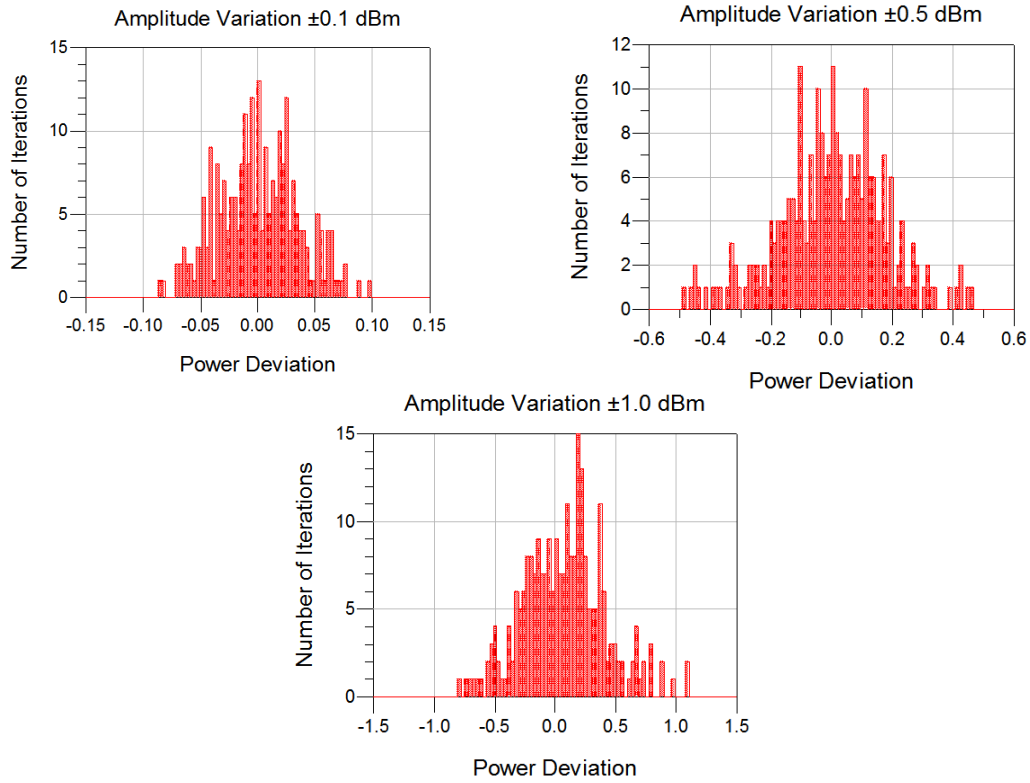 Amplitude Variation ±0.1 dBm
15
10
5
0
Number of Iterations
-0.15 -0.10 -0.05 0.00 0.05 0.10 0.15
Power Deviation
Amplitude Variation ±0.5 dBm
12
10
8
6
4
2
0
Number of Iterations
-0.6 -0.4 -0.2 0.0 0.2 0.4 0.6
Power Deviation
Amplitude Variation ±1.0 dBm
15
10
5
0
Number of Iterations
-1.5 -1.0 -0.5 0.0 0.5 1.0 1.5
Power Deviation